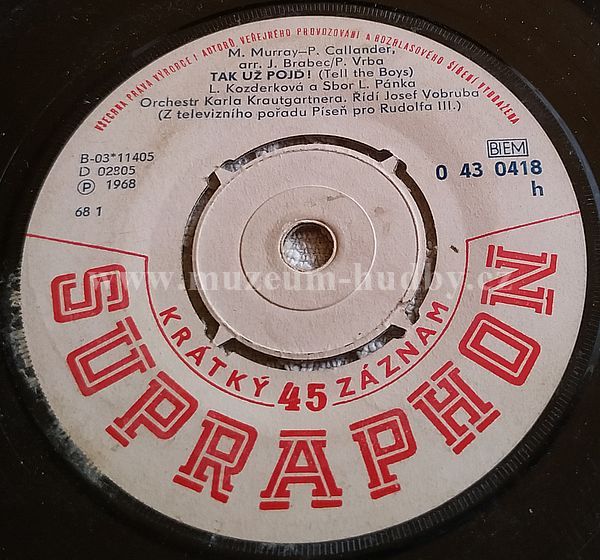 VŠECHNA PRÁVA VÝROBCE I AUTORŮ, VEŘEJNÉHO PROVOZOVÁNÍ A ROZHLASOVÉHO ŠÍŘENÍ VYHRAŽENA
M. Murray—P. Callander,
arr. J. Brabec/P. Vrba
TAK UŽ POJĎ! (Tell the Boys)
L. Kozderková a Sbor L. Pánka
Orchestr Karla Krautgartnera. Řídí Josef Vobruba
(Z televizního pořadu Píseň pro Rudolfa III.)
B-03*11405
D 02805
Ⓟ 1968
68 1
BIEM
0 43 0418
h
www.muzeum-hudby.cz
KRÁTKÝ 45 ZÁZNAM
SUPRAPHON